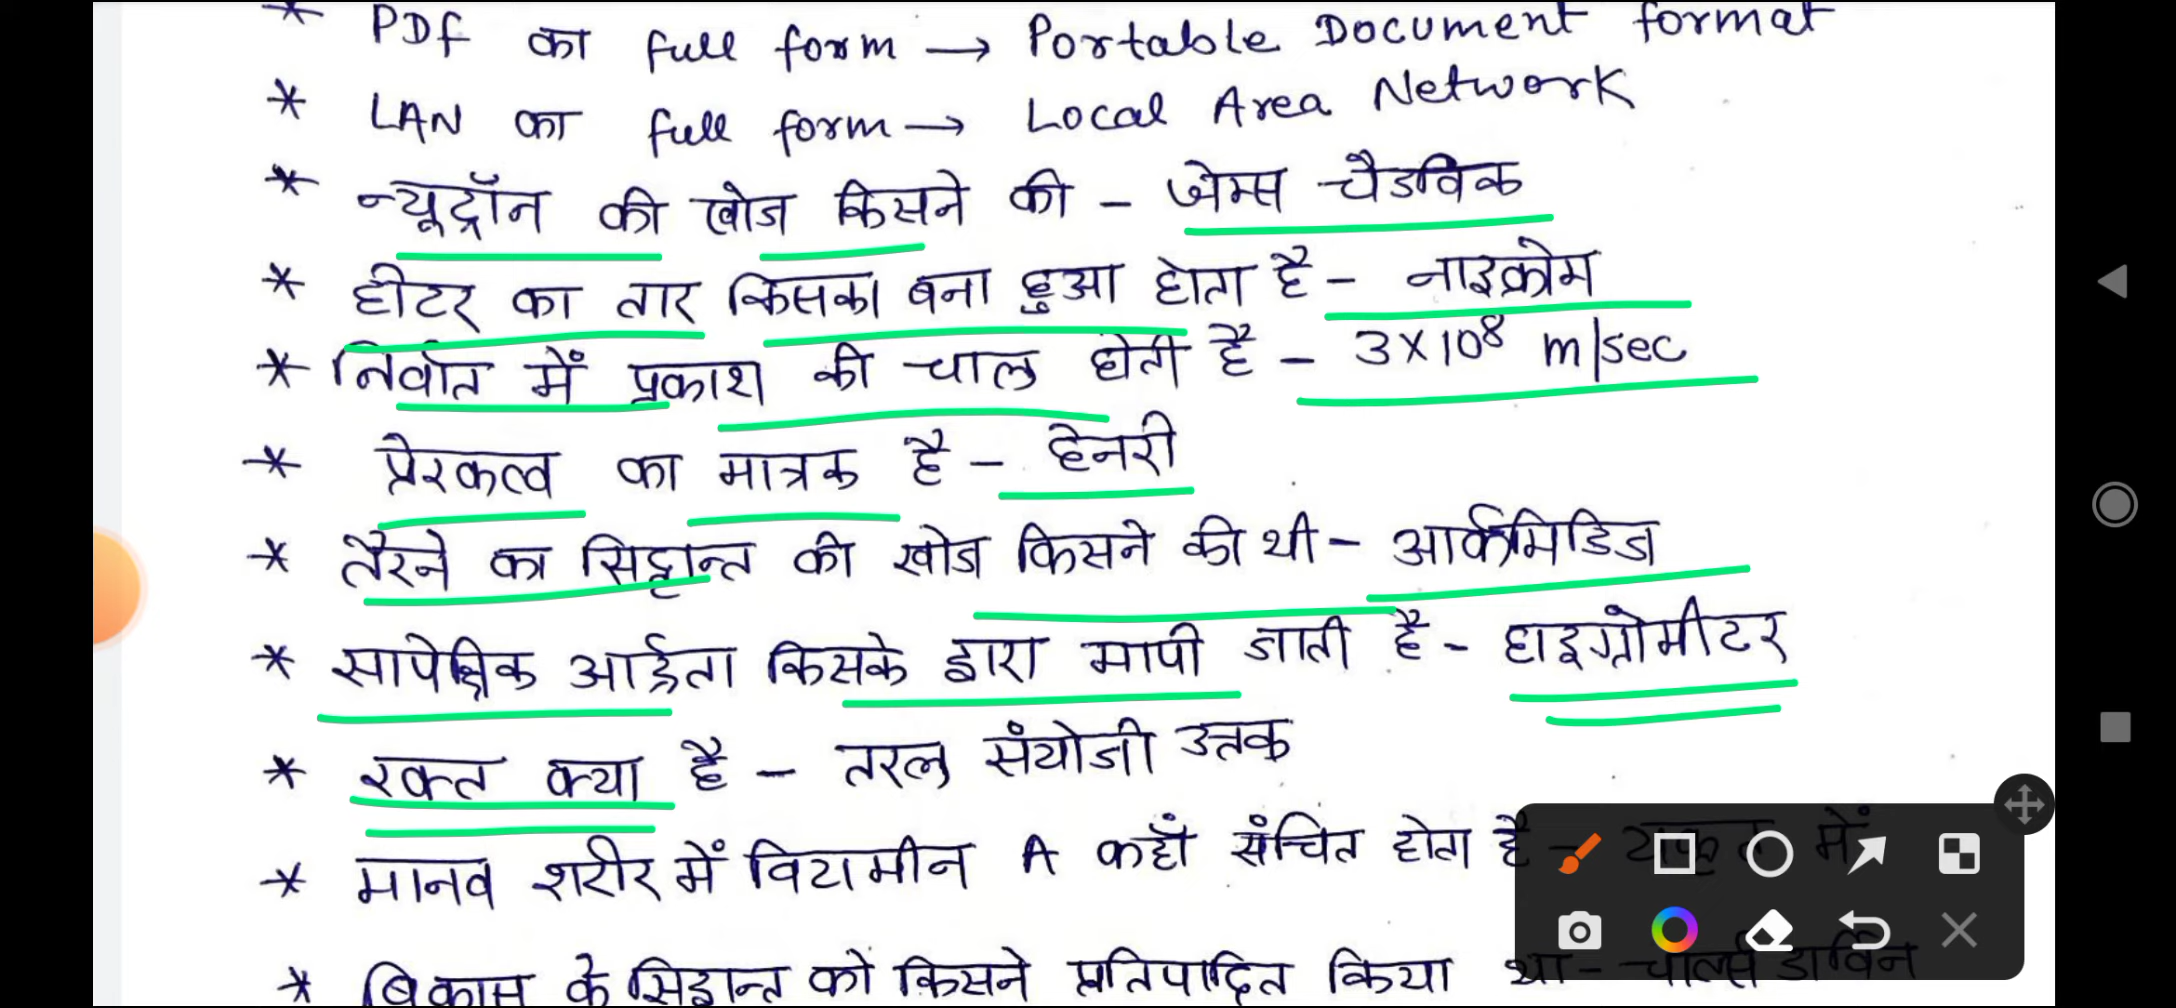 * PDf का full form → Portable Document format
* LAN का full form → Local Area Network
* न्यूट्रॉन की खोज किसने की - जेम्स चैडविक
* हीटर का तार किसका बना हुआ होता है - नाइक्रोम
* निर्वात में प्रकाश की चाल होती है - 3×10⁸ m/sec
* प्रेरकत्व का मात्रक है - हेनरी
* तैरने का सिद्धान्त की खोज किसने की थी - आर्कमिडिज
* सापेक्षिक आर्द्रता किसके द्वारा मापी जाती है - हाइग्रोमीटर
* रक्त क्या है - तरल संयोजी उत्तक
* मानव शरीर में विटामीन A कहाँ संचित होता है - यकृत में
* विकास के सिद्धान्त को किसने प्रतिपादित किया था - चार्ल्स डार्विन